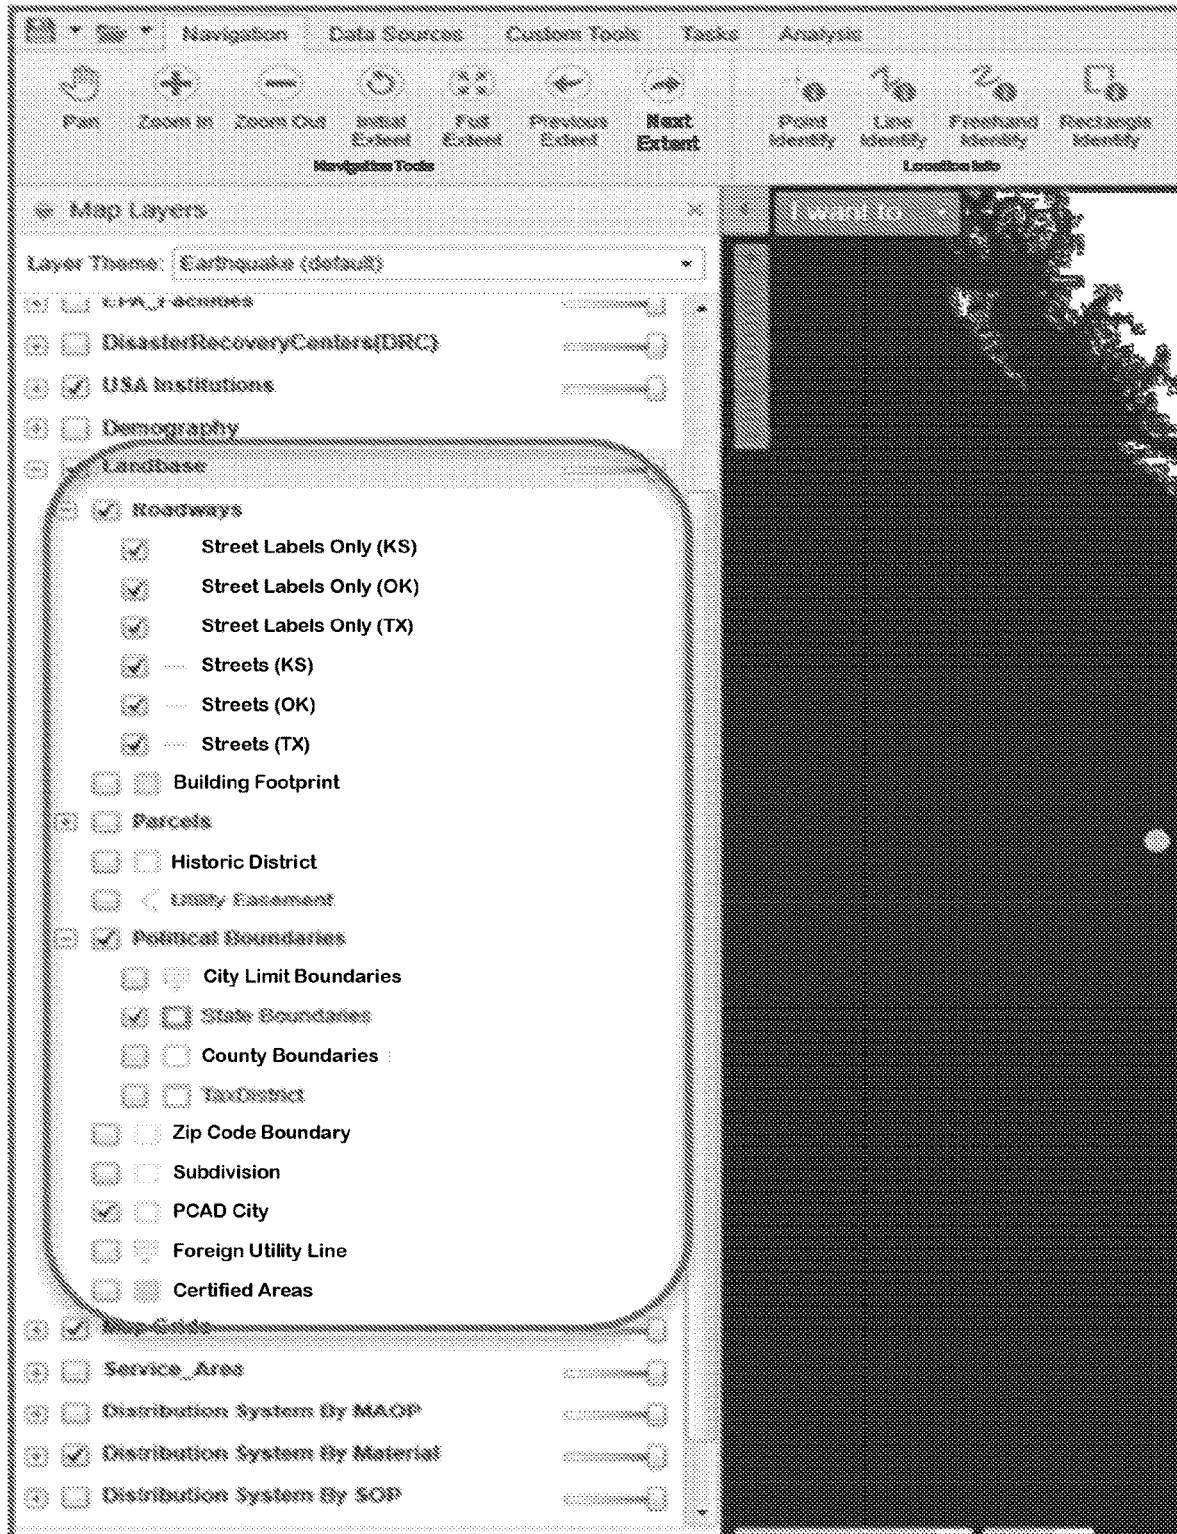 Navigation Data Sources Custom Tools Tasks Analysis
Pan Zoom In Zoom Out Initial Extent Full Extent Previous Extent Next Extent Point Identify Line Identify Freehand Identify Rectangle Identify
Navigation Tools Location Info
Map Layers
I want to
Layer Theme: Earthquake (default)
EPA_Facilities
DisasterRecoveryCenters(DRC)
USA Institutions
Demography
Landbase
Roadways
Street Labels Only (KS)
Street Labels Only (OK)
Street Labels Only (TX)
Streets (KS)
Streets (OK)
Streets (TX)
Building Footprint
Parcels
Historic District
Utility Easement
Political Boundaries
City Limit Boundaries
State Boundaries
County Boundaries
TaxDistrict
Zip Code Boundary
Subdivision
PCAD City
Foreign Utility Line
Certified Areas
Map Grids
Service_Area
Distribution System By MAOP
Distribution System By Material
Distribution System By SOP